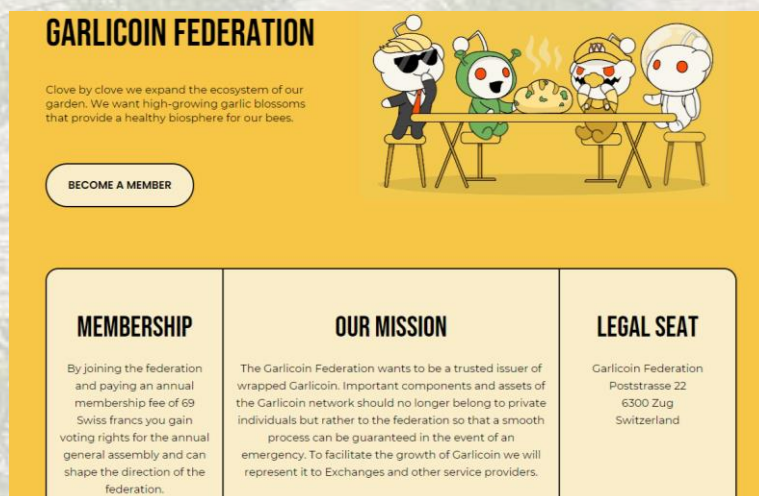 GARLICOIN FEDERATION
Clove by clove we expand the ecosystem of our
garden. We want high-growing garlic blossoms
that provide a healthy biosphere for our bees.
BECOME A MEMBER
MEMBERSHIP
By joining the federation
and paying an annual
membership fee of 69
Swiss francs you gain
voting rights for the annual
general assembly and can
shape the direction of the
federation.
OUR MISSION
The Garlicoin Federation wants to be a trusted issuer of
wrapped Garlicoin. Important components and assets of
the Garlicoin network should no longer belong to private
individuals but rather to the federation so that a smooth
process can be guaranteed in the event of an
emergency. To facilitate the growth of Garlicoin we will
represent it to Exchanges and other service providers.
LEGAL SEAT
Garlicoin Federation
Poststrasse 22
6300 Zug
Switzerland